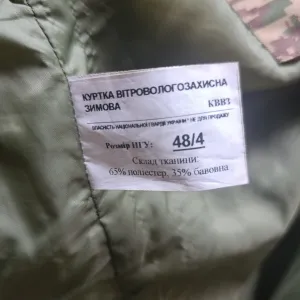 КУРТКА ВІТРОВОЛОГОЗАХИСНА
ЗИМОВА КВВЗ
ВЛАСНІСТЬ НАЦІОНАЛЬНОЇ ГВАРДІЇ УКРАЇНИ НЕ ДЛЯ ПРОДАЖУ
Розмір НГУ: 48/4
Склад тканини:
65% поліестер, 35% бавовна